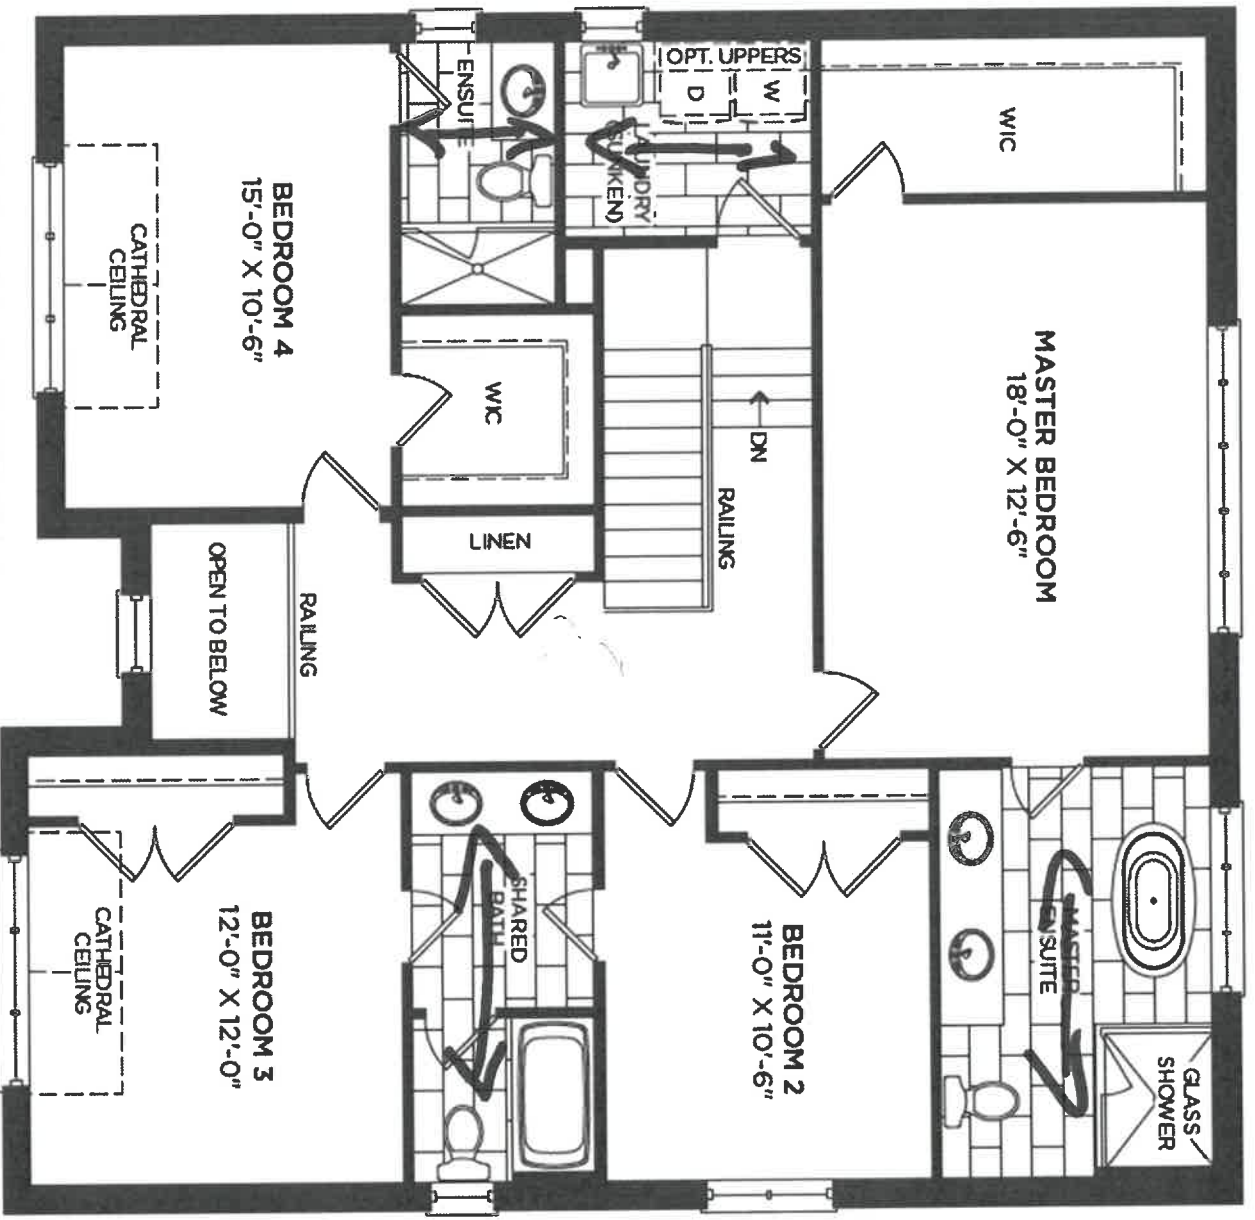 ENSUITE
OPT. UPPERS
D
W
LAUNDRY
(SUNKEN)
WIC
BEDROOM 4
15'-0" X 10'-6"
CATHEDRAL
CEILING
WIC
DN
RAILING
MASTER BEDROOM
18'-0" X 12'-6"
LINEN
OPEN TO BELOW
RAILING
BEDROOM 3
12'-0" X 12'-0"
CATHEDRAL
CEILING
SHARED
BATH
BEDROOM 2
11'-0" X 10'-6"
MASTER
ENSUITE
GLASS
SHOWER